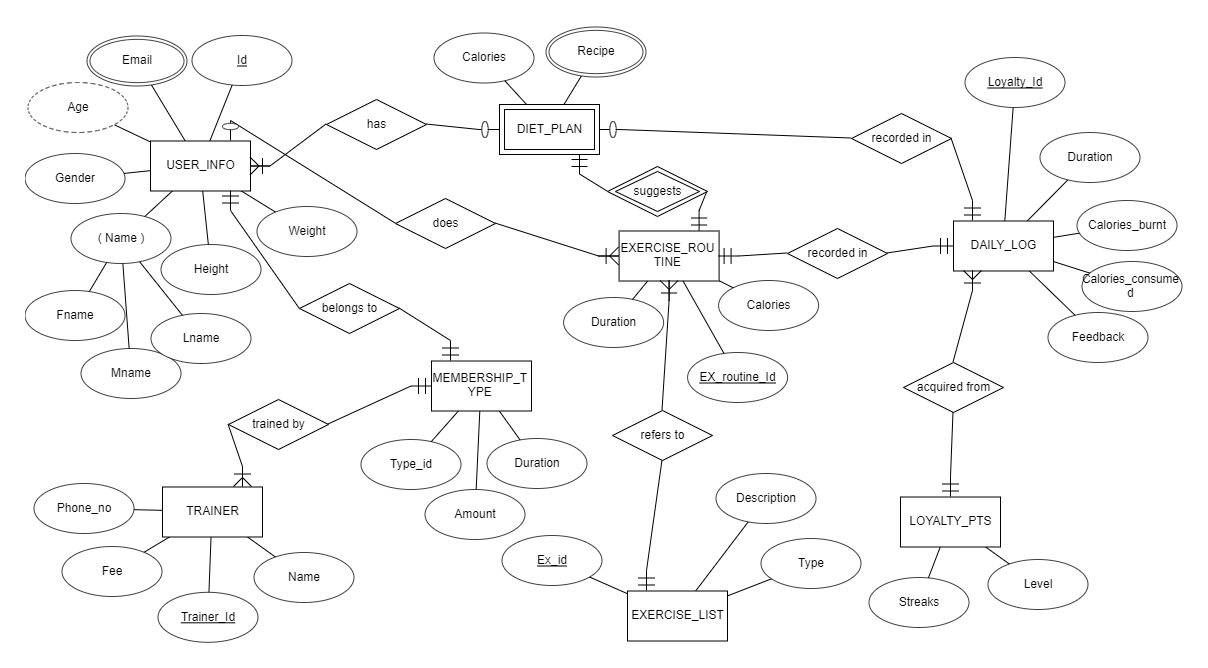 Email
Id
Calories
Recipe
Loyalty_Id
Age
has
DIET_PLAN
recorded in
Duration
USER_INFO
Gender
suggests
Weight
does
Calories_burnt
( Name )
EXERCISE_ROU
TINE
recorded in
DAILY_LOG
Height
Calories_consume
d
Fname
belongs to
Duration
Calories
Lname
Feedback
Mname
MEMBERSHIP_T
YPE
EX_routine_Id
acquired from
trained by
refers to
Type_id
Duration
Description
Phone_no
TRAINER
Amount
LOYALTY_PTS
Fee
Name
Ex_id
Type
Level
Streaks
Trainer_Id
EXERCISE_LIST